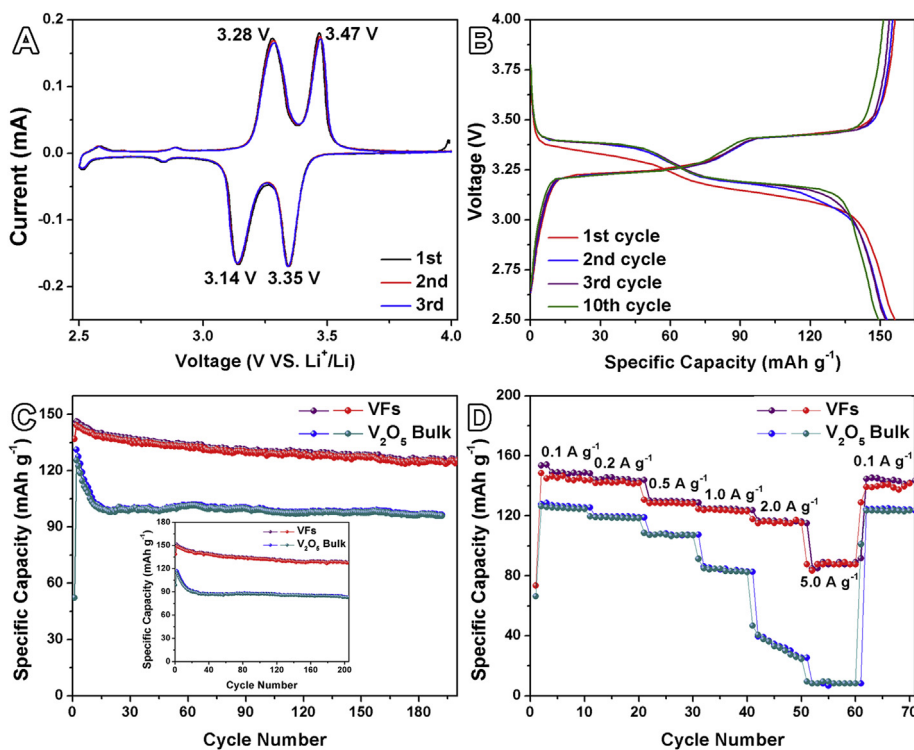 A
3.28 V
3.47 V
3.14 V
3.35 V
1st
2nd
3rd
Current (mA)
0.2
0.1
0.0
-0.1
-0.2
2.5
3.0
3.5
4.0
Voltage (V VS. Li⁺/Li)
B
Voltage (V)
4.00
3.75
3.50
3.25
3.00
2.75
2.50
1st cycle
2nd cycle
3rd cycle
10th cycle
0
30
60
90
120
150
Specific Capacity (mAh g⁻¹)
C
VFs
V₂O₅ Bulk
Specific Capacity (mAh g⁻¹)
150
120
90
60
30
0
0
30
60
90
120
150
180
Cycle Number
VFs
V₂O₅ Bulk
Specific Capacity (mAh g⁻¹)
180
150
120
90
60
30
0
0
40
80
120
160
200
Cycle Number
D
VFs
V₂O₅ Bulk
0.1 A g⁻¹
0.2 A g⁻¹
0.5 A g⁻¹
1.0 A g⁻¹
2.0 A g⁻¹
5.0 A g⁻¹
0.1 A g⁻¹
Specific Capacity (mAh g⁻¹)
200
160
120
80
40
0
0
10
20
30
40
50
60
70
Cycle Number